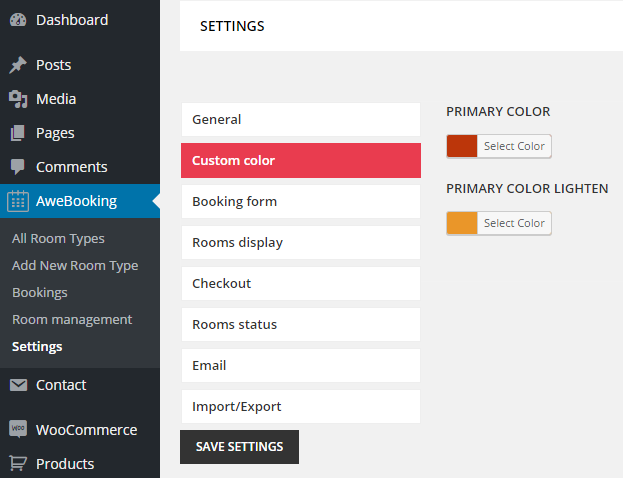 Dashboard
Posts
Media
Pages
Comments
AweBooking
All Room Types
Add New Room Type
Bookings
Room management
Settings
Contact
WOO
WooCommerce
Products
SETTINGS
General
Custom color
Booking form
Rooms display
Checkout
Rooms status
Email
Import/Export
SAVE SETTINGS
PRIMARY COLOR
Select Color
PRIMARY COLOR LIGHTEN
Select Color